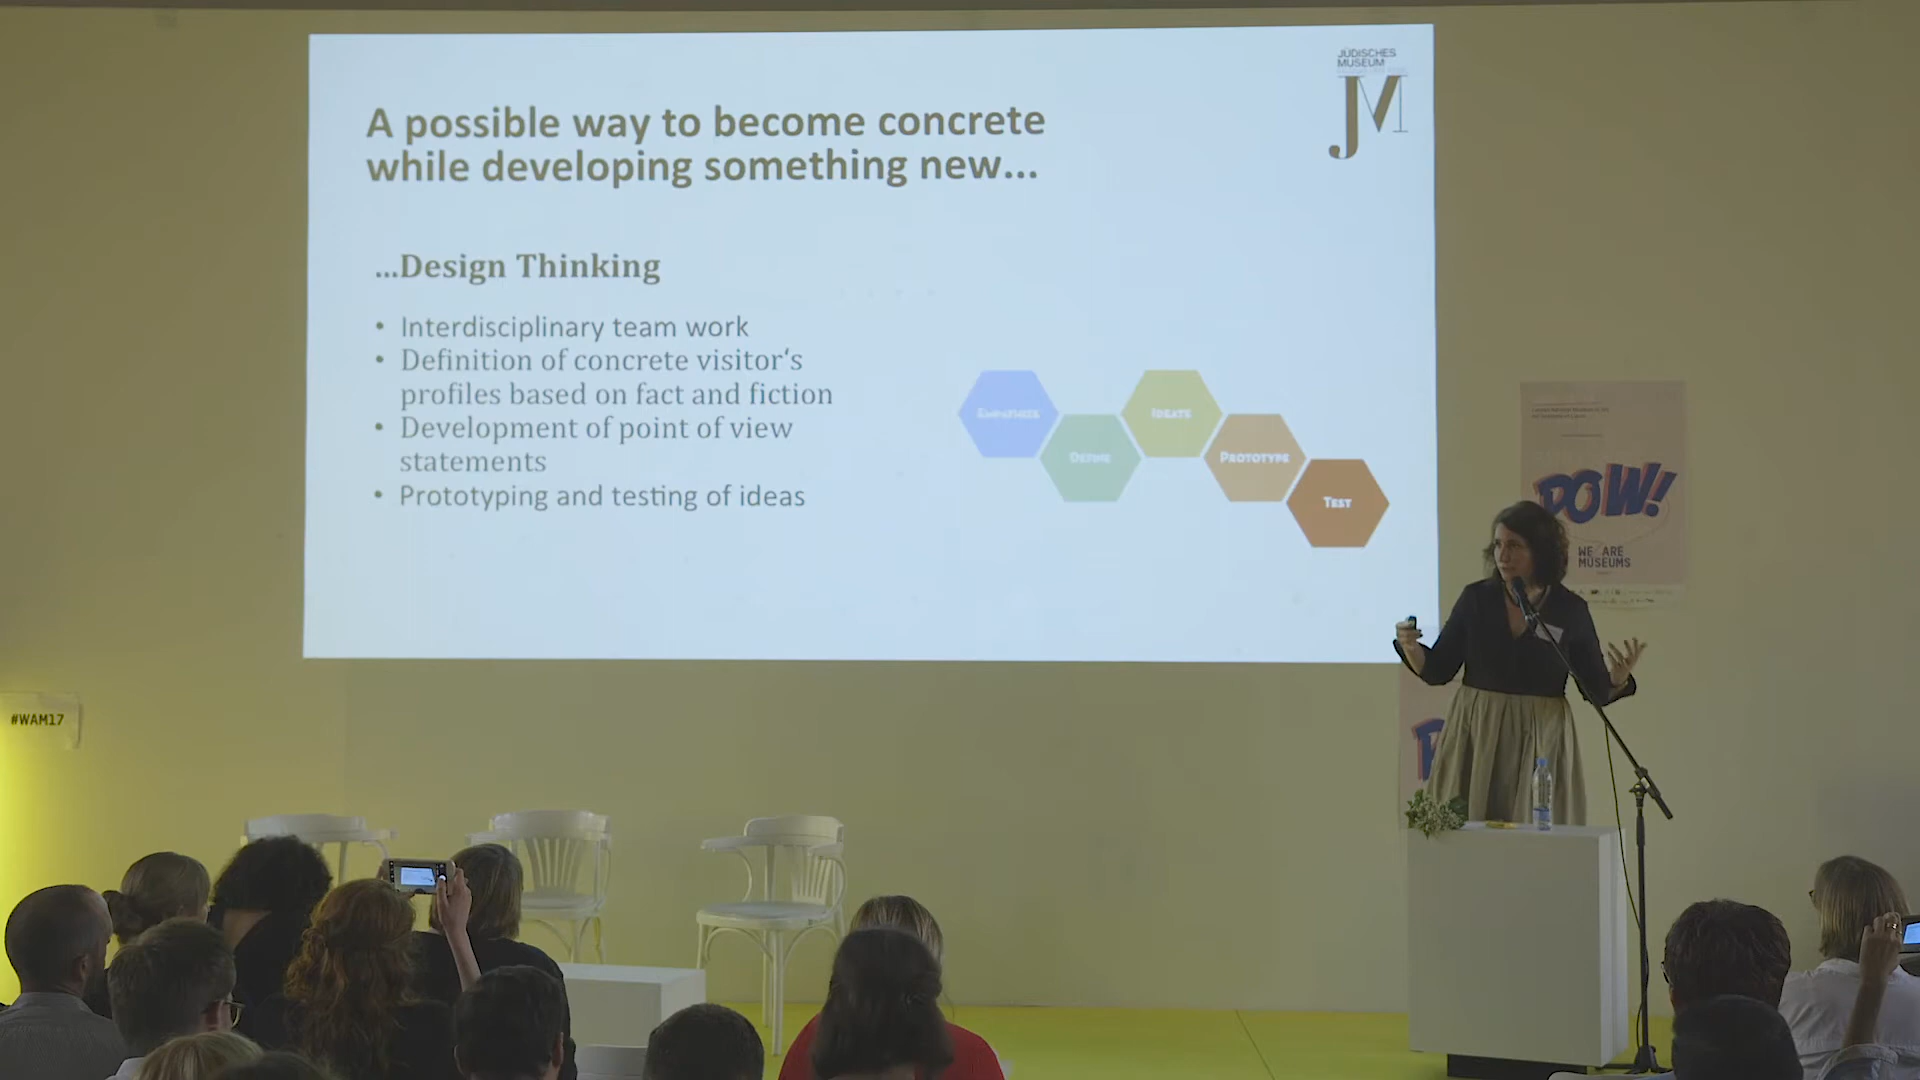 JÜDISCHES
MUSEUM
JM
A possible way to become concrete
while developing something new...
...Design Thinking
• Interdisciplinary team work
• Definition of concrete visitor‘s
profiles based on fact and fiction
• Development of point of view
statements
• Prototyping and testing of ideas
EMPATHIZE
DEFINE
IDEATE
PROTOTYPE
TEST
POW!
WE ARE
MUSEUMS
#WAM17